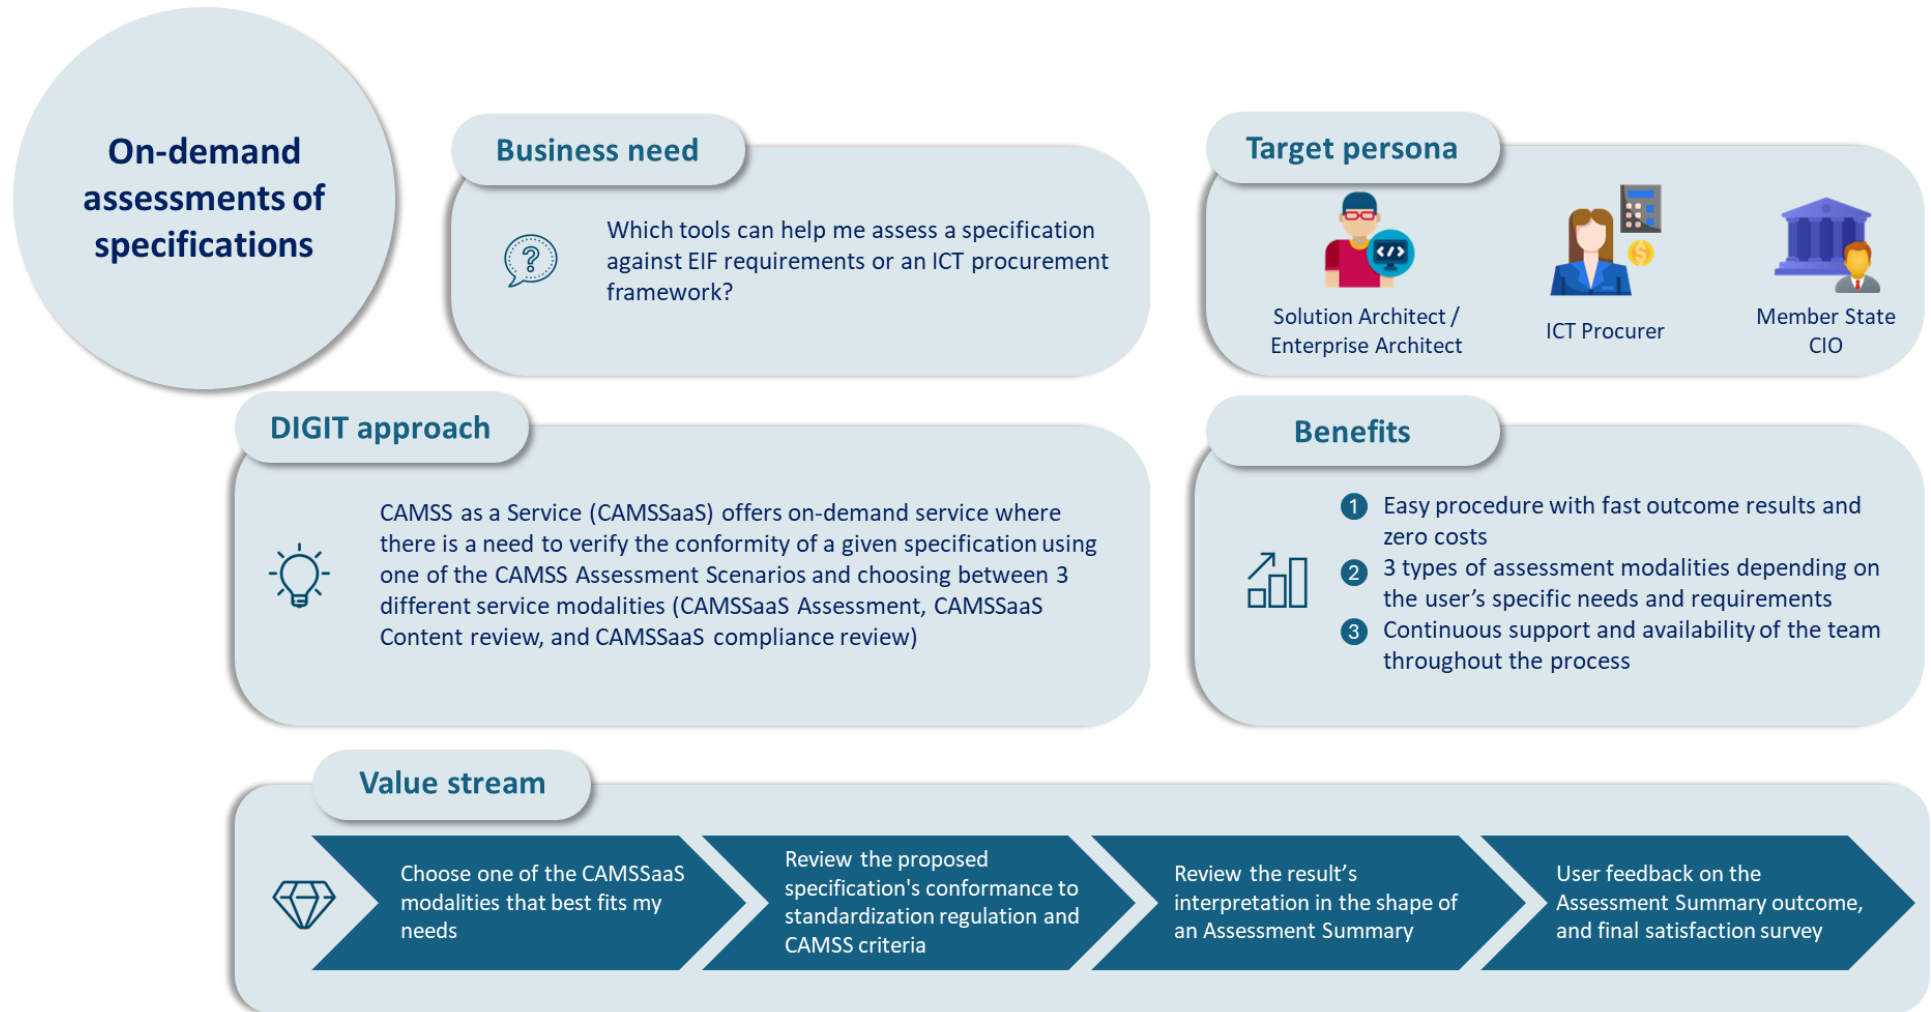 On-demand
assessments of
specifications
Business need
Which tools can help me assess a specification
against EIF requirements or an ICT procurement
framework?
Target persona
Solution Architect /
Enterprise Architect
ICT Procurer
Member State
CIO
DIGIT approach
CAMSS as a Service (CAMSSaaS) offers on-demand service where
there is a need to verify the conformity of a given specification using
one of the CAMSS Assessment Scenarios and choosing between 3
different service modalities (CAMSSaaS Assessment, CAMSSaaS
Content review, and CAMSSaaS compliance review)
Benefits
1 Easy procedure with fast outcome results and
zero costs
2 3 types of assessment modalities depending on
the user’s specific needs and requirements
3 Continuous support and availability of the team
throughout the process
Value stream
Choose one of the CAMSSaaS
modalities that best fits my
needs
Review the proposed
specification's conformance to
standardization regulation and
CAMSS criteria
Review the result’s
interpretation in the shape of
an Assessment Summary
User feedback on the
Assessment Summary outcome,
and final satisfaction survey